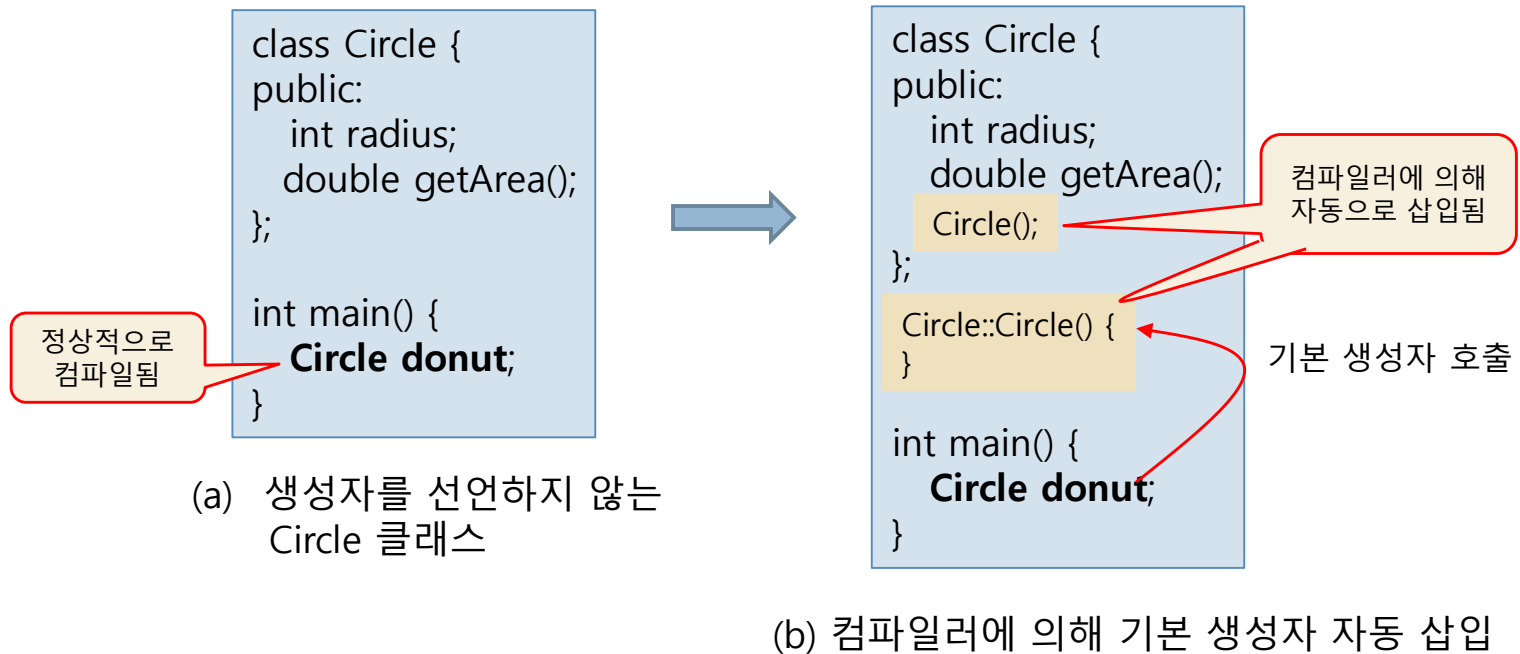 class Circle {
public:
int radius;
double getArea();
};
int main() {
Circle donut;
}
정상적으로
컴파일됨
(a) 생성자를 선언하지 않는
Circle 클래스
class Circle {
public:
int radius;
double getArea();
Circle();
};
Circle::Circle() {
}
int main() {
Circle donut;
}
컴파일러에 의해
자동으로 삽입됨
기본 생성자 호출
(b) 컴파일러에 의해 기본 생성자 자동 삽입